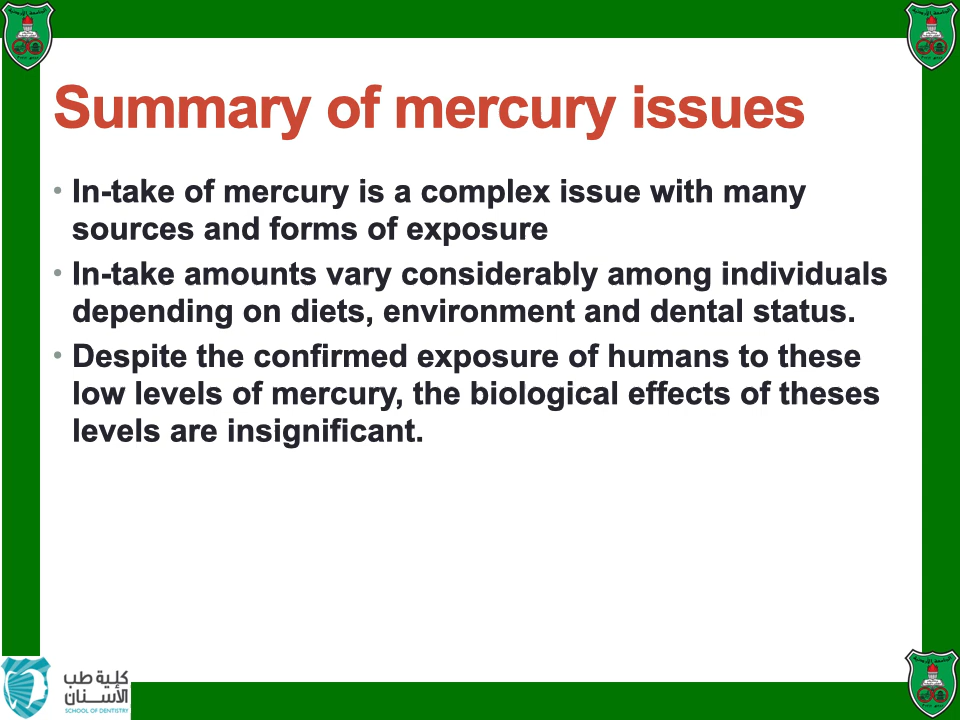 Summary of mercury issues
• In-take of mercury is a complex issue with many
sources and forms of exposure
• In-take amounts vary considerably among individuals
depending on diets, environment and dental status.
• Despite the confirmed exposure of humans to these
low levels of mercury, the biological effects of theses
levels are insignificant.
كلية طب
الأسنان
SCHOOL OF DENTISTRY